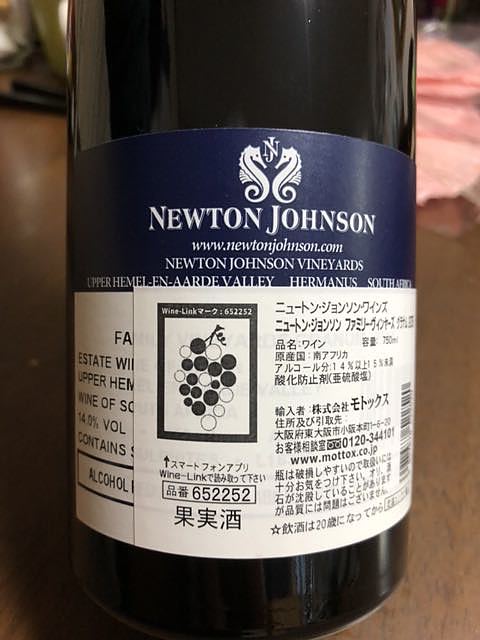 NJ
NEWTON JOHNSON
www.newtonjohnson.com
NEWTON JOHNSON VINEYARDS
UPPER HEMEL-EN-AARDE VALLEY HERMANUS SOUTH AFRICA
FA
ESTATE WI
UPPER HEM
WINE OF SO
14.0% VOL
CONTAINS S
ALCOHOL
Wine-Linkマーク:652252
↑スマートフォンアプリ
Wine-Linkで読み取って下さい
品番 652252
果実酒
ニュートン・ジョンソン・ワインズ
ニュートン・ジョンソン ファミリーヴィンヤーズ
品名:ワイン 容量: 750ml
原産国:南アフリカ
アルコール分:14%以上15%未満
酸化防止剤(亜硫酸塩)
輸入者:株式会社 モトックス
住所及び引取先:
大阪府東大阪市小阪本町1-6-20
お客様相談室 0120-344101
www.mottox.co.jp
瓶は破損しやすいので取扱いには
十分お気をつけ下さい。オリ、酒
石が沈殿していることがあります
が品質には問題はございません。
☆飲酒は20歳になってから